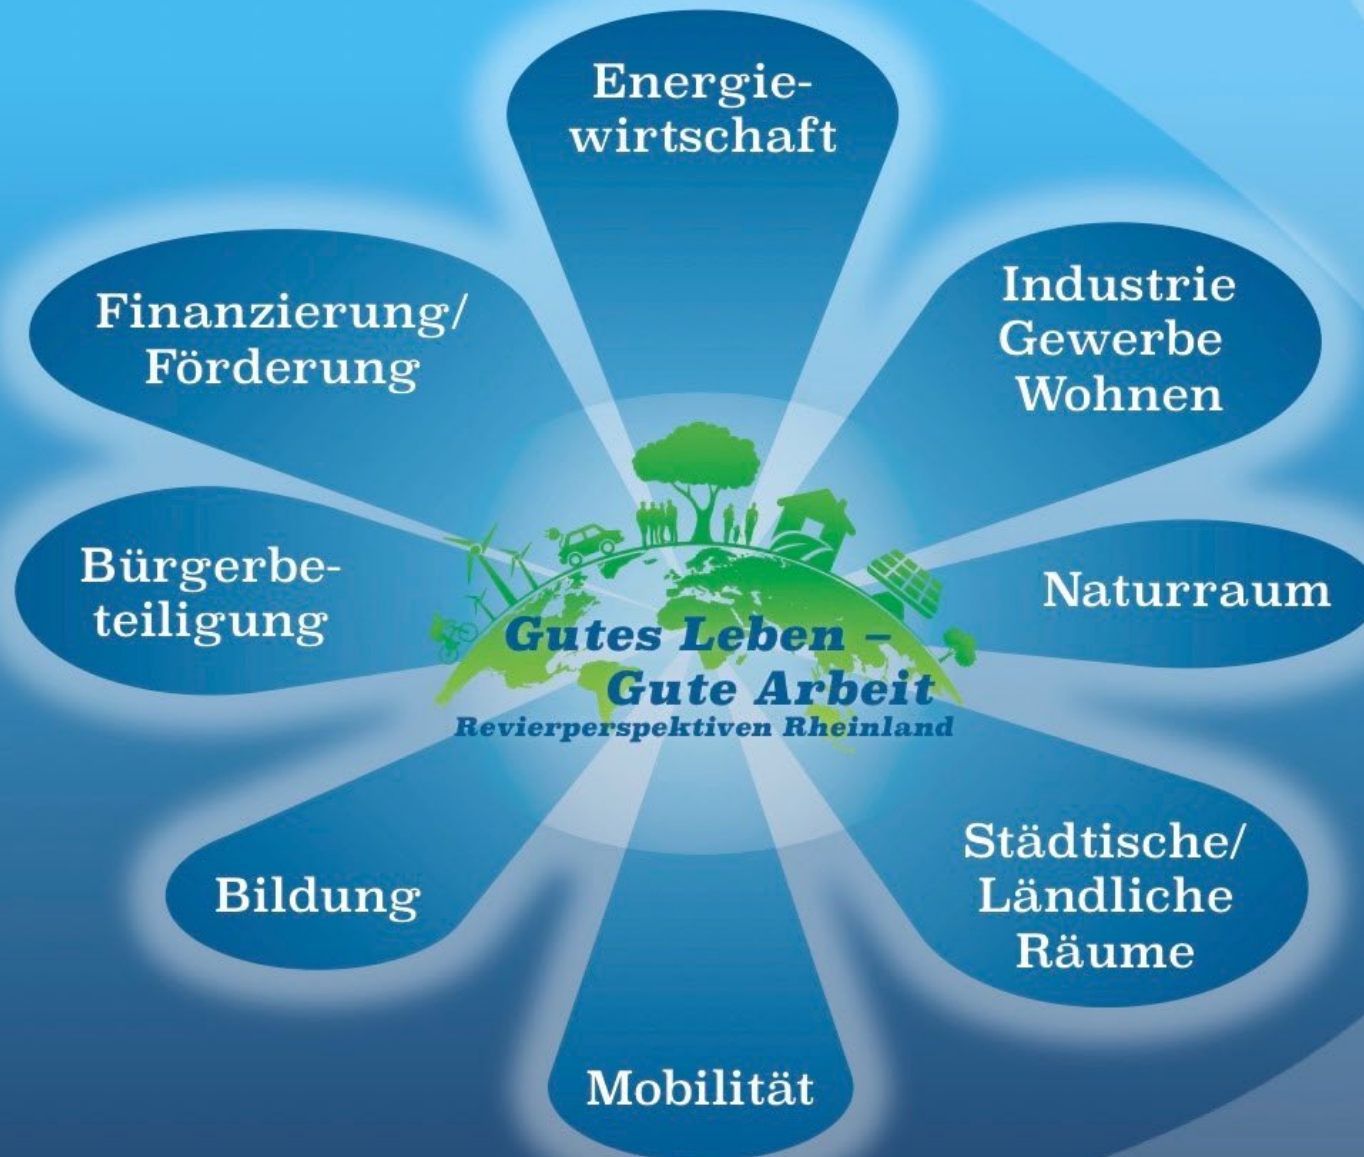 Energie-
wirtschaft
Industrie
Gewerbe
Wohnen
Naturraum
Städtische/
Ländliche
Räume
Mobilität
Bildung
Bürgerbe-
teiligung
Finanzierung/
Förderung
Gutes Leben –
Gute Arbeit
Revierperspektiven Rheinland